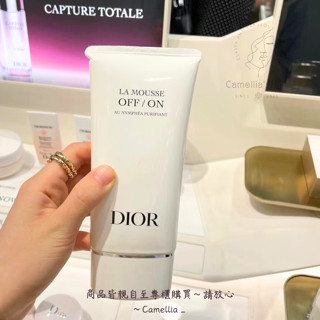 CAPTURE TOTALE
Camellia
LA MOUSSE
OFF/ON
AU NYMPHÉA PURIFIANT
DIOR
商品皆親自至專櫃購買～請放心
~ Camellia _